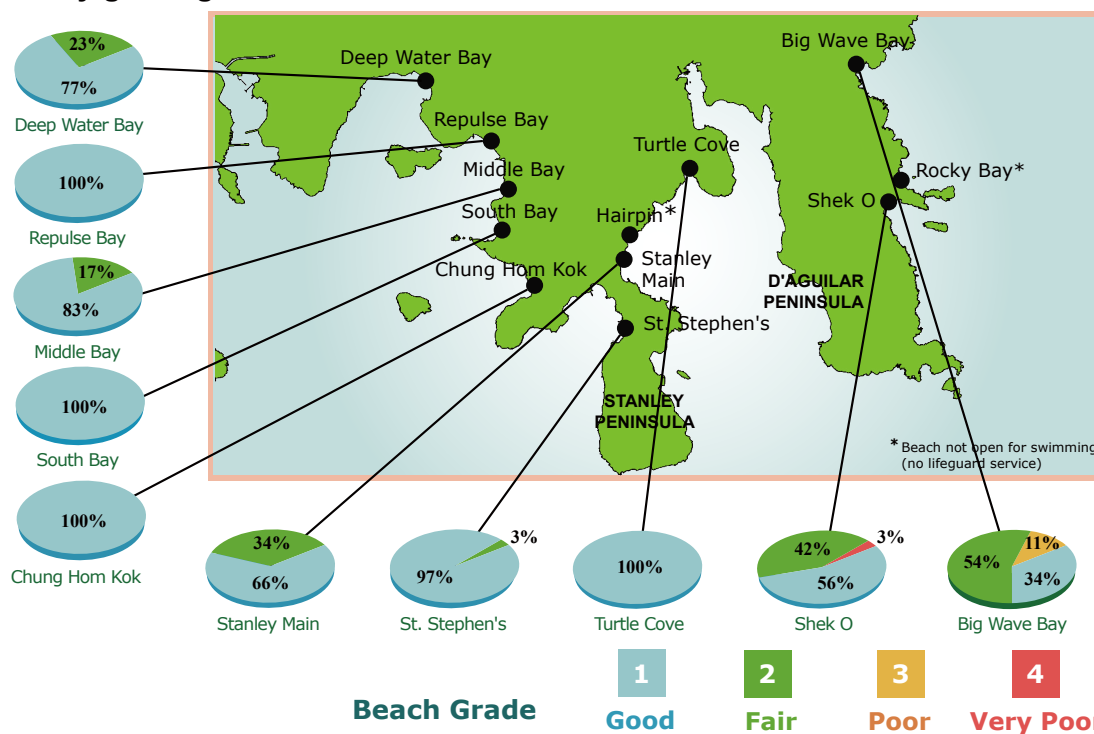 23%
77%
Deep Water Bay
100%
Repulse Bay
17%
83%
Middle Bay
100%
South Bay
100%
Chung Hom Kok
Deep Water Bay
Big Wave Bay
Repulse Bay
Turtle Cove
Middle Bay
Rocky Bay*
Shek O
South Bay
Hairpin*
Stanley
Main
Chung Hom Kok
D'AGUILAR
PENINSULA
St. Stephen's
STANLEY
PENINSULA
* Beach not open for swimming
(no lifeguard service)
34%
66%
Stanley Main
3%
97%
St. Stephen's
100%
Turtle Cove
42%
3%
56%
Shek O
54%
11%
34%
Big Wave Bay
Beach Grade
1
Good
2
Fair
3
Poor
4
Very Poor